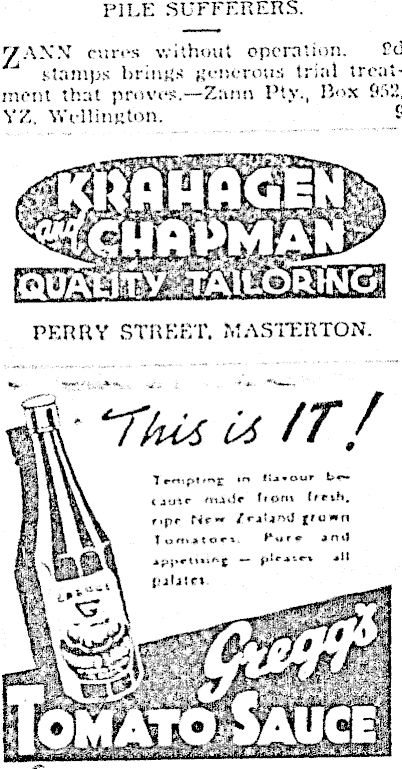 PILE SUFFERERS.
ZANN cures without operation. 9d
stamps brings generous trial treat-
ment that proves.—Zann Pty., Box 952,
YZ, Wellington. 9
KRAHAGEN
and CHAPMAN
QUALITY TAILORING
PERRY STREET, MASTERTON.
This is IT!
Tempting in flavour be-
cause made from fresh,
ripe New Zealand grown
Tomatoes. Pure and
appetising — pleases all
palates.
Gregg's
TOMATO SAUCE